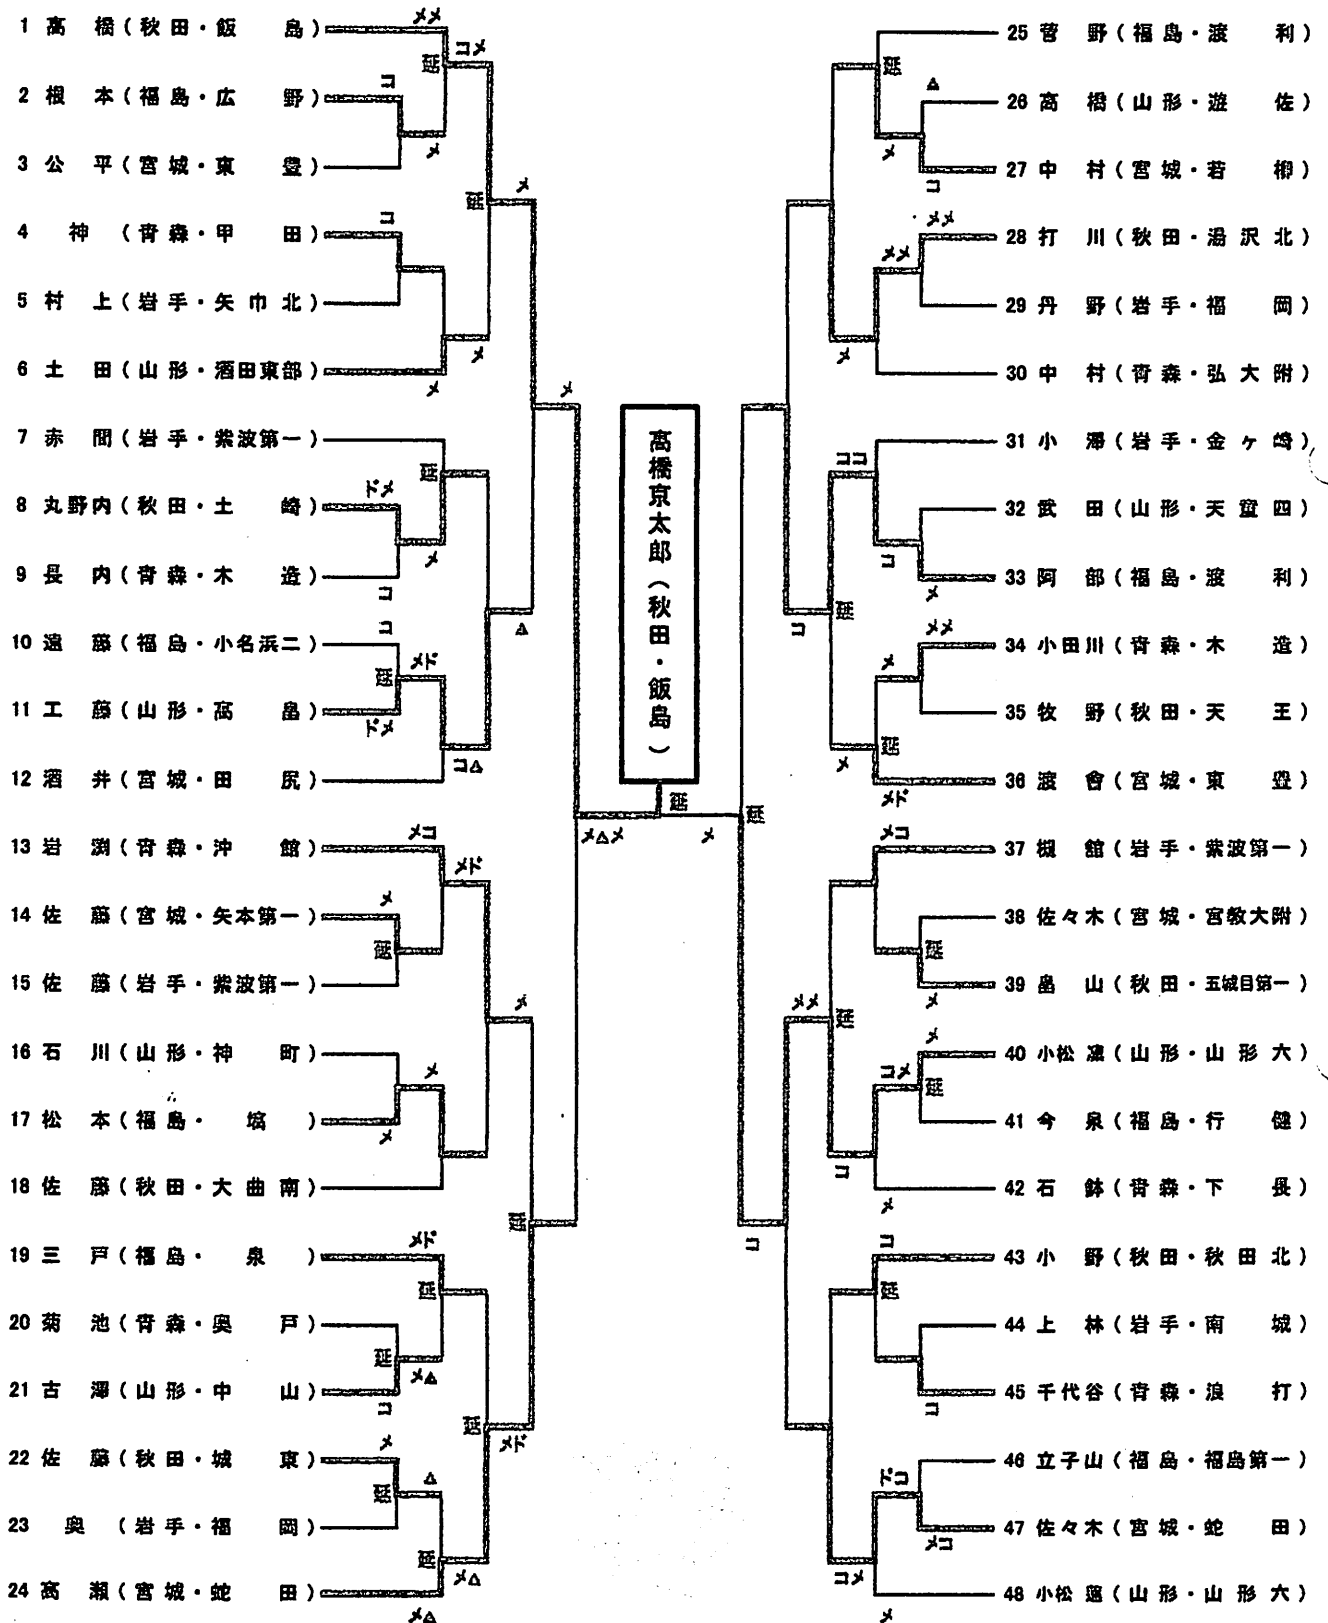 1 高橋(秋田・飯島)
2 根本(福島・広野)
3 公平(宮城・東豊)
4 神(青森・甲田)
5 村上(岩手・矢巾北)
6 土田(山形・酒田東部)
7 赤間(岩手・紫波第一)
8 丸野内(秋田・土崎)
9 長内(青森・木造)
10 遠藤(福島・小名浜二)
11 工藤(山形・高畠)
12 酒井(宮城・田尻)
13 岩渕(青森・沖館)
14 佐藤(宮城・矢本第一)
15 佐藤(岩手・紫波第一)
16 石川(山形・神町)
17 松本(福島・塙)
18 佐藤(秋田・大曲南)
19 三戸(福島・泉)
20 菊池(青森・奥戸)
21 古澤(山形・中山)
22 佐藤(秋田・城東)
23 奥(岩手・福岡)
24 高瀬(宮城・蛇田)
高橋京太郎(秋田・飯島)
メ△メ
延
メ
25 菅野(福島・渡利)
26 高橋(山形・遊佐)
27 中村(宮城・若柳)
28 打川(秋田・湯沢北)
29 丹野(岩手・福岡)
30 中村(青森・弘大附)
31 小澤(岩手・金ヶ崎)
32 武田(山形・天童四)
33 阿部(福島・渡利)
34 小田川(青森・木造)
35 牧野(秋田・天王)
36 渡會(宮城・東豊)
37 槻館(岩手・紫波第一)
38 佐々木(宮城・宮教大附)
39 畠山(秋田・五城目第一)
40 小松(山形・山形六)
41 今泉(福島・行健)
42 石鉢(青森・下長)
43 小野(秋田・秋田北)
44 上林(岩手・南城)
45 千代谷(青森・浪打)
46 立子山(福島・福島第一)
47 佐々木(宮城・蛇田)
48 小松(山形・山形六)